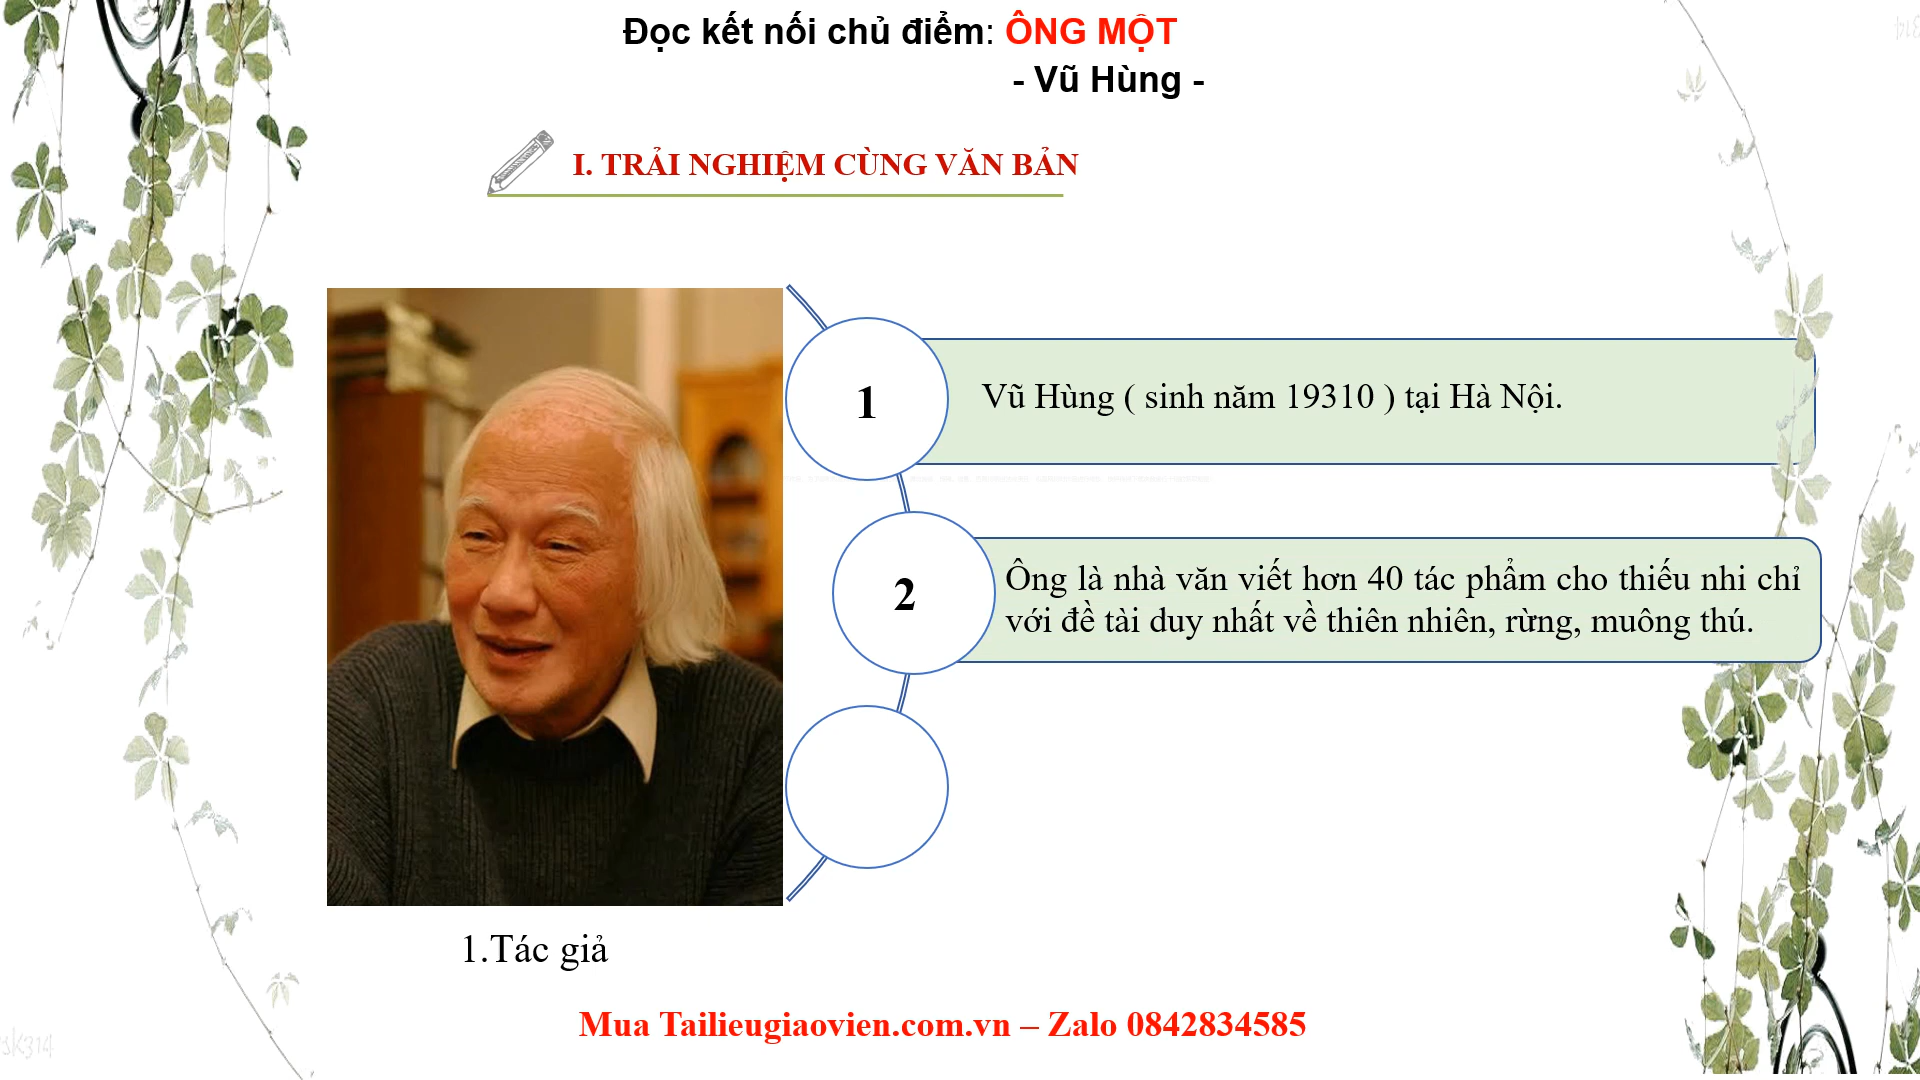 Đọc kết nối chủ điểm: ÔNG MỘT
- Vũ Hùng -
I. TRẢI NGHIỆM CÙNG VĂN BẢN
1
Vũ Hùng ( sinh năm 19310 ) tại Hà Nội.
2
Ông là nhà văn viết hơn 40 tác phẩm cho thiếu nhi chỉ
với đề tài duy nhất về thiên nhiên, rừng, muông thú.
1.Tác giả
Mua Tailieugiaovien.com.vn – Zalo 0842834585